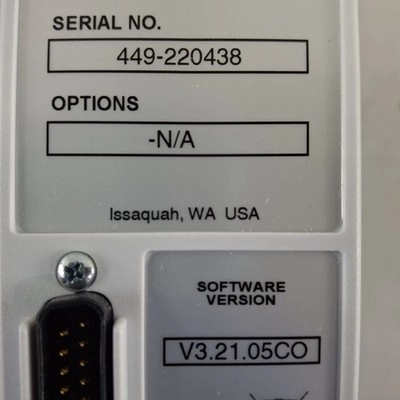 SERIAL NO.
449-220438
OPTIONS
-N/A
Issaquah, WA USA
SOFTWARE
VERSION
V3.21.05CO